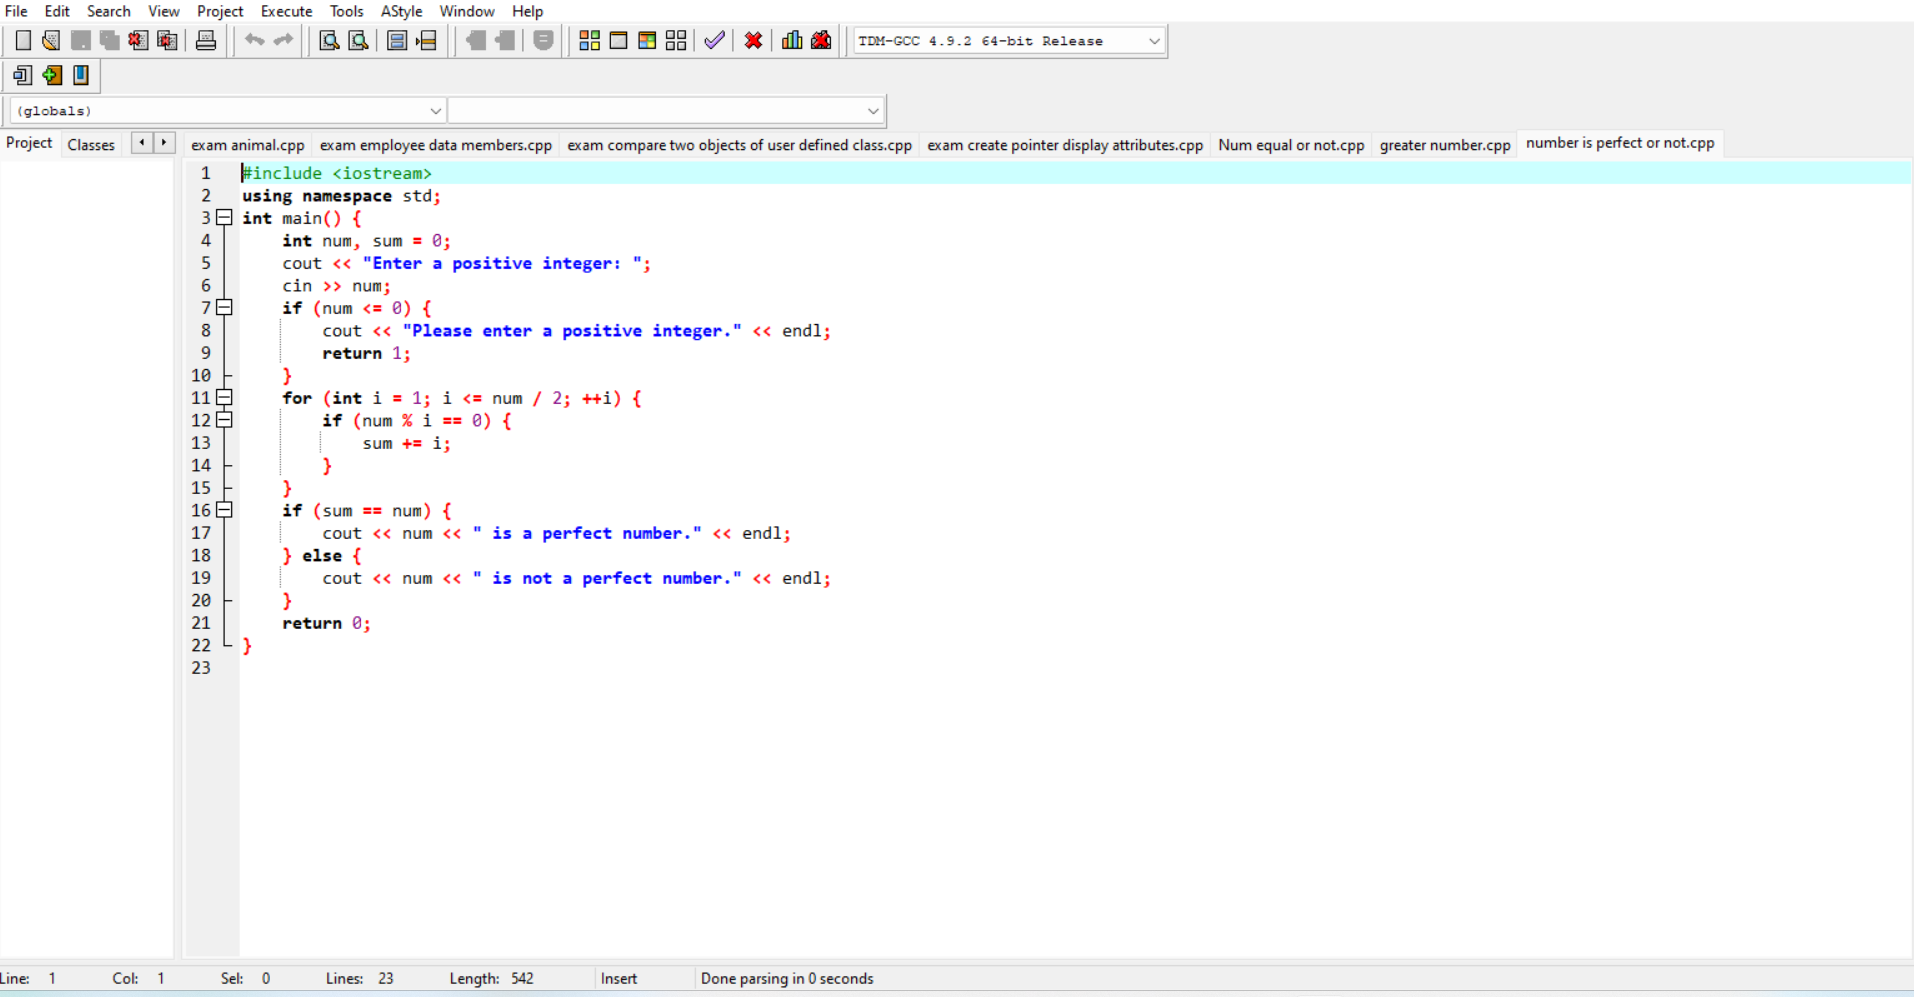 File Edit Search View Project Execute Tools AStyle Window Help
TDM-GCC 4.9.2 64-bit Release
(globals)
Project Classes exam animal.cpp exam employee data members.cpp exam compare two objects of user defined class.cpp exam create pointer display attributes.cpp Num equal or not.cpp greater number.cpp number is perfect or not.cpp
1 #include <iostream>
2 using namespace std;
3 int main() {
4     int num, sum = 0;
5     cout << "Enter a positive integer: ";
6     cin >> num;
7     if (num <= 0) {
8         cout << "Please enter a positive integer." << endl;
9         return 1;
10     }
11     for (int i = 1; i <= num / 2; ++i) {
12         if (num % i == 0) {
13             sum += i;
14         }
15     }
16     if (sum == num) {
17         cout << num << " is a perfect number." << endl;
18     } else {
19         cout << num << " is not a perfect number." << endl;
20     }
21     return 0;
22 }
23
Line: 1 Col: 1 Sel: 0 Lines: 23 Length: 542 Insert Done parsing in 0 seconds